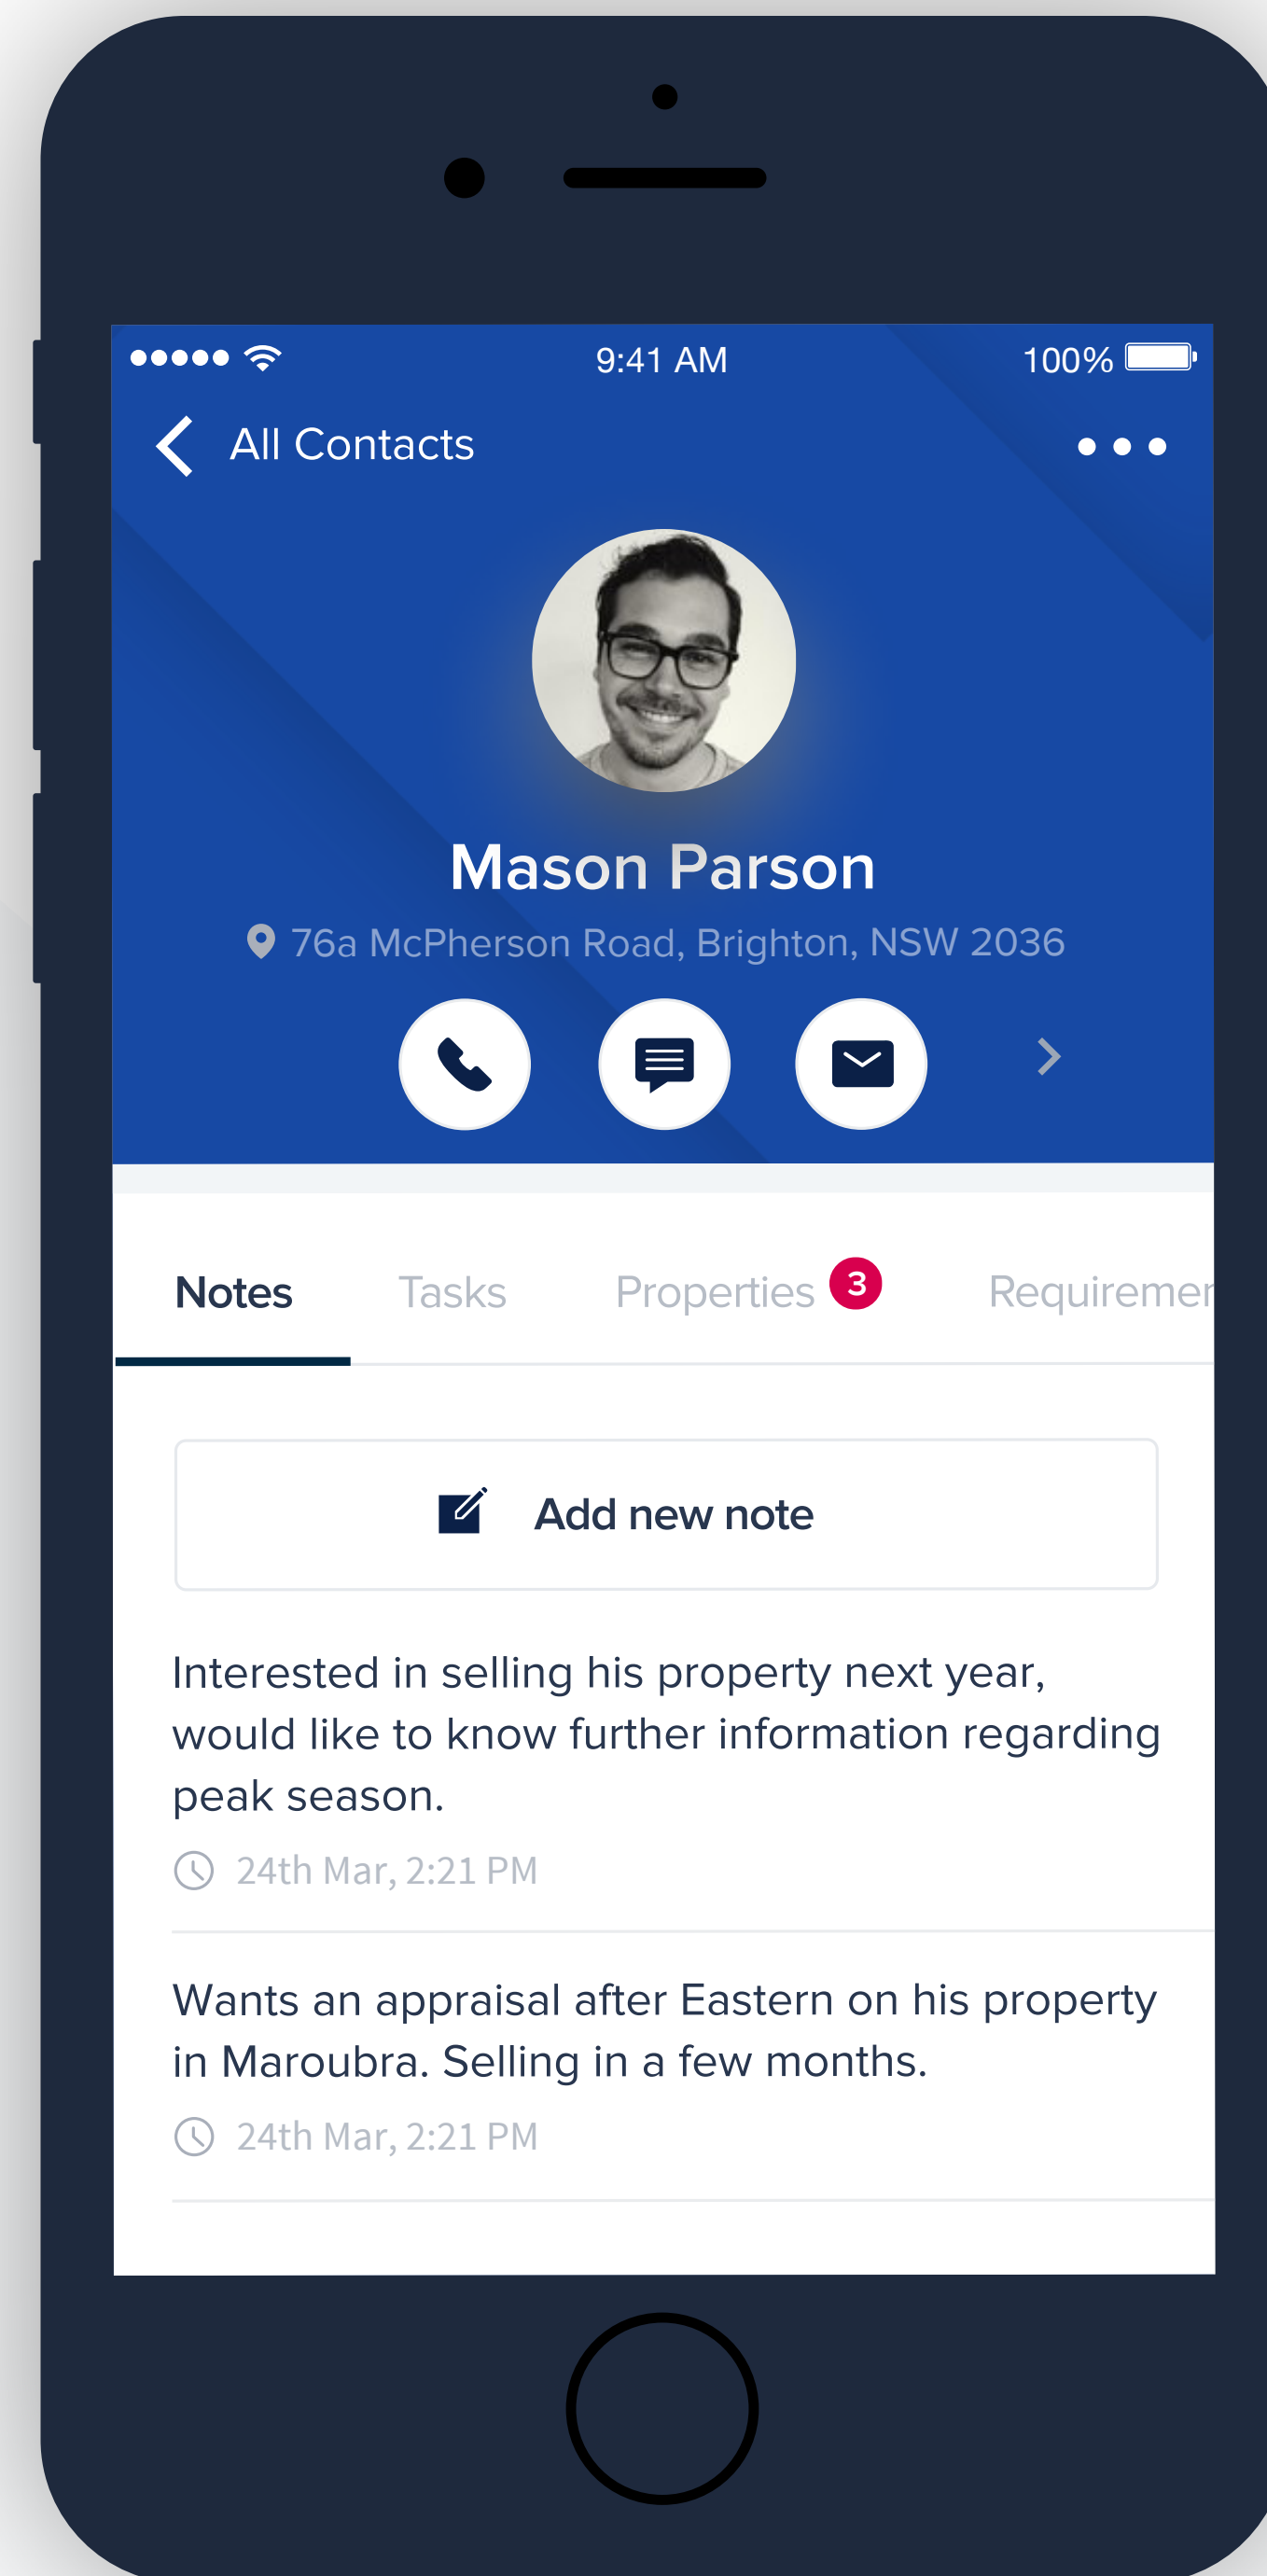 9:41 AM 100%
All Contacts
Mason Parson
76a McPherson Road, Brighton, NSW 2036
Notes Tasks Properties 3 Requiremen
Add new note
Interested in selling his property next year,
would like to know further information regarding
peak season.
24th Mar, 2:21 PM
Wants an appraisal after Eastern on his property
in Maroubra. Selling in a few months.
24th Mar, 2:21 PM